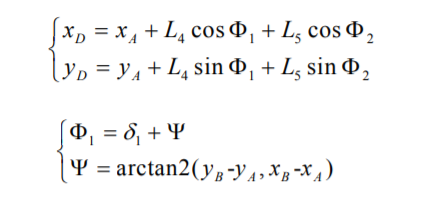 x_D = x_A + L_4 cos Φ_1 + L_5 cos Φ_2
y_D = y_A + L_4 sin Φ_1 + L_5 sin Φ_2
Φ_1 = δ_1 + Ψ
Ψ = arctan2(y_B-y_A, x_B-x_A)